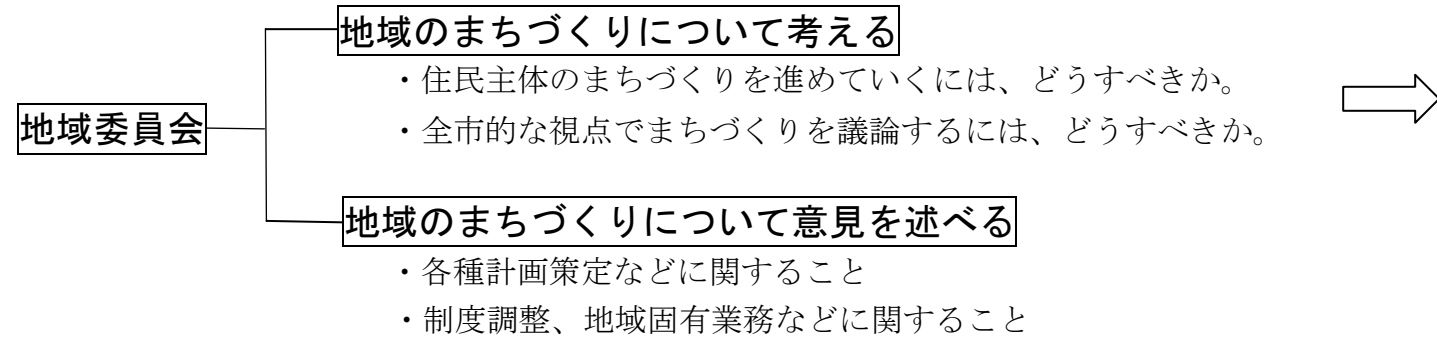 地域のまちづくりについて考える
・住民主体のまちづくりを進めていくには、どうすべきか。
・全市的な視点でまちづくりを議論するには、どうすべきか。
地域委員会
地域のまちづくりについて意見を述べる
・各種計画策定などに関すること
・制度調整、地域固有業務などに関すること